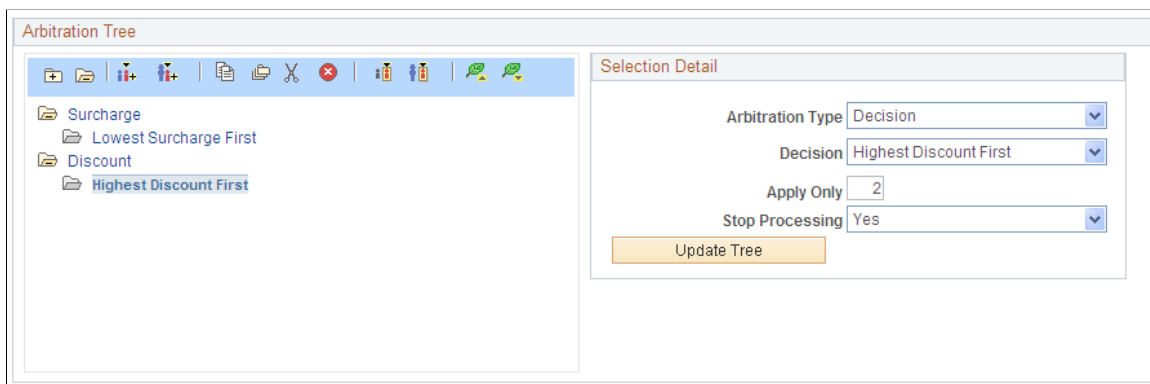 Arbitration Tree
Surcharge
Lowest Surcharge First
Discount
Highest Discount First
Selection Detail
Arbitration Type Decision
Decision Highest Discount First
Apply Only 2
Stop Processing Yes
Update Tree